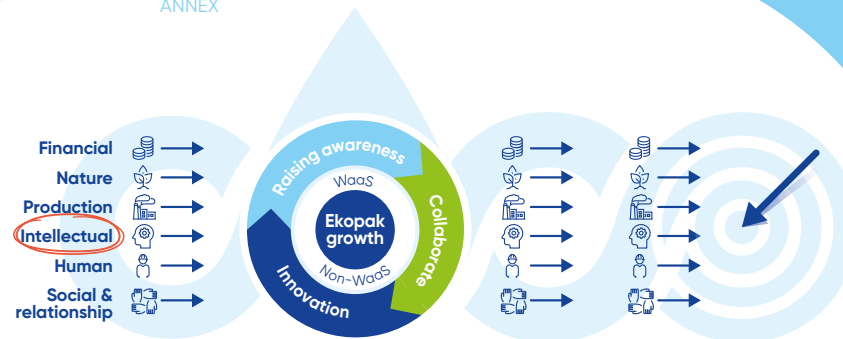 ANNEX
Financial
Nature
Production
Intellectual
Human
Social &
relationship
Raising awareness
WaaS
Collaborate
Ekopak
growth
Non-WaaS
Innovation